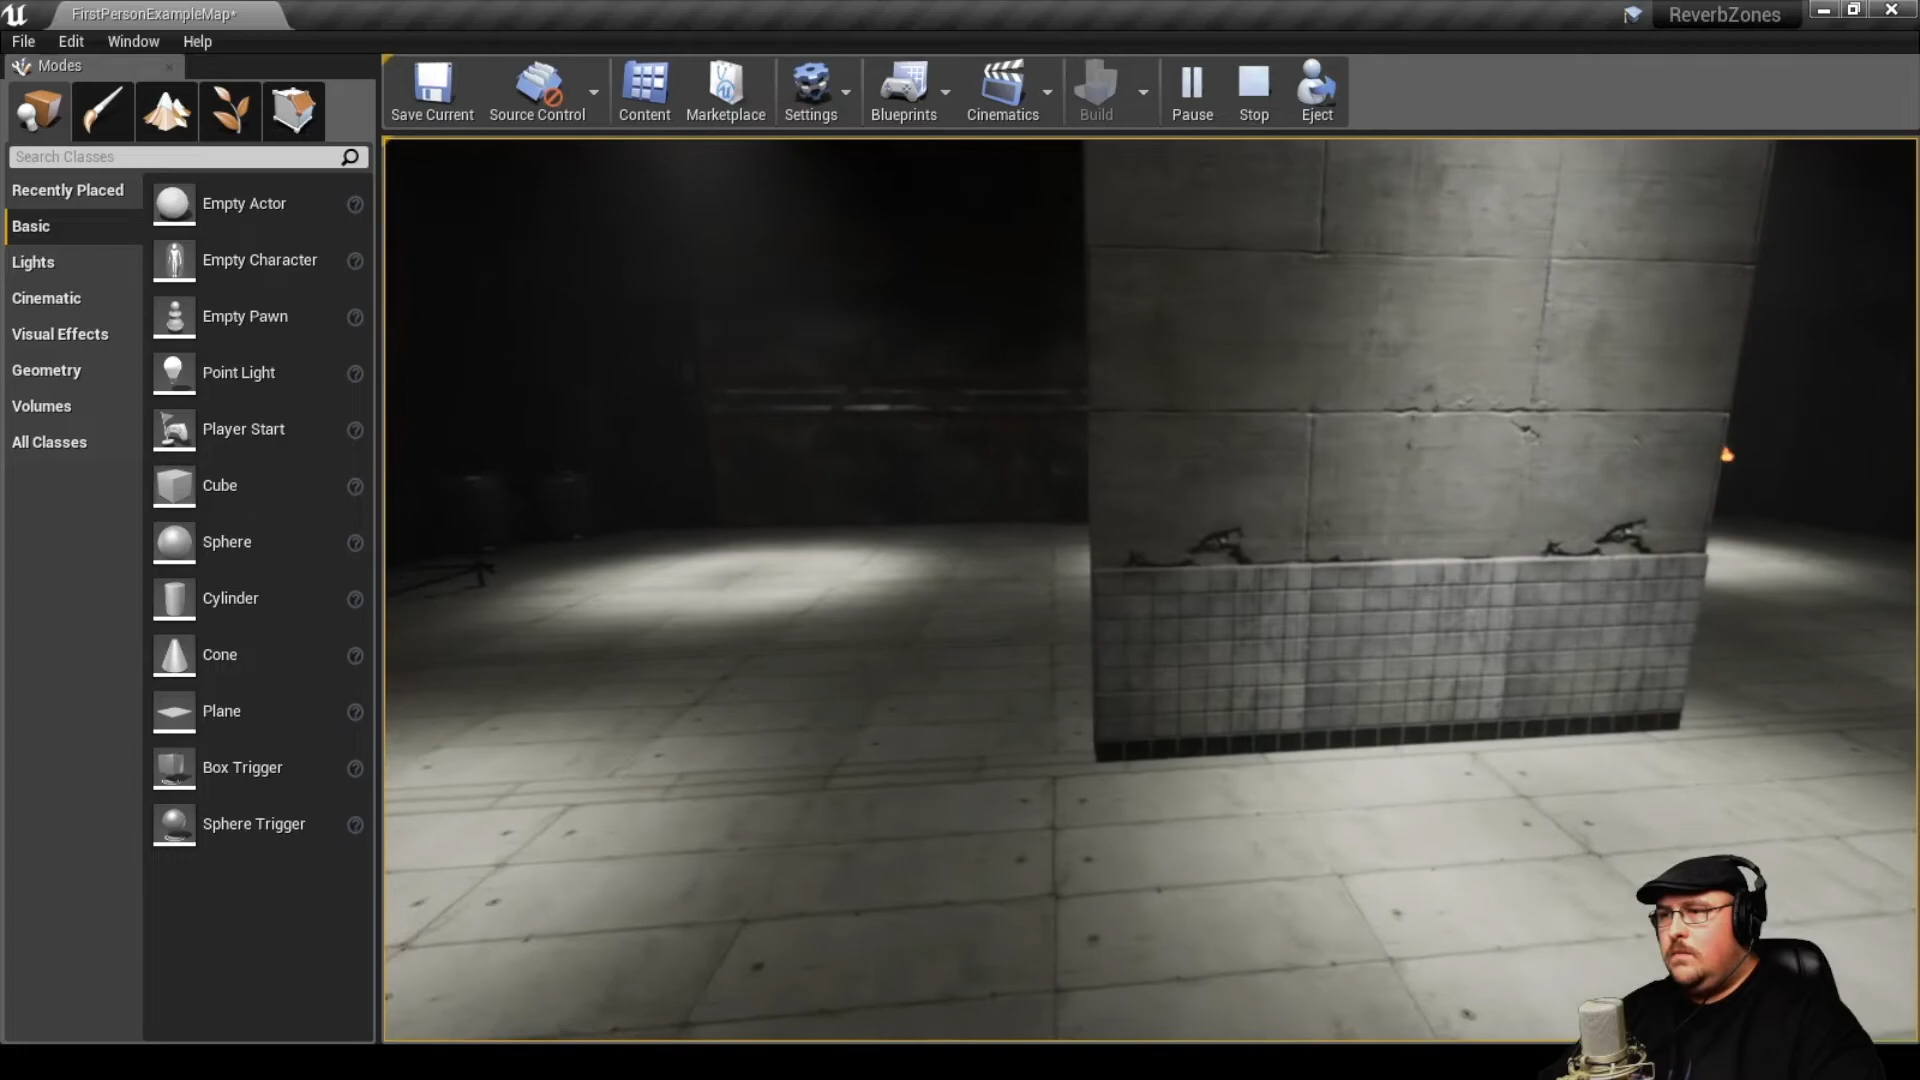 FirstPersonExampleMap*
ReverbZones
File Edit Window Help
Modes
Save Current Source Control Content Marketplace Settings Blueprints Cinematics Build Pause Stop Eject
Search Classes
Recently Placed
Basic
Lights
Cinematic
Visual Effects
Geometry
Volumes
All Classes
Empty Actor
Empty Character
Empty Pawn
Point Light
Player Start
Cube
Sphere
Cylinder
Cone
Plane
Box Trigger
Sphere Trigger